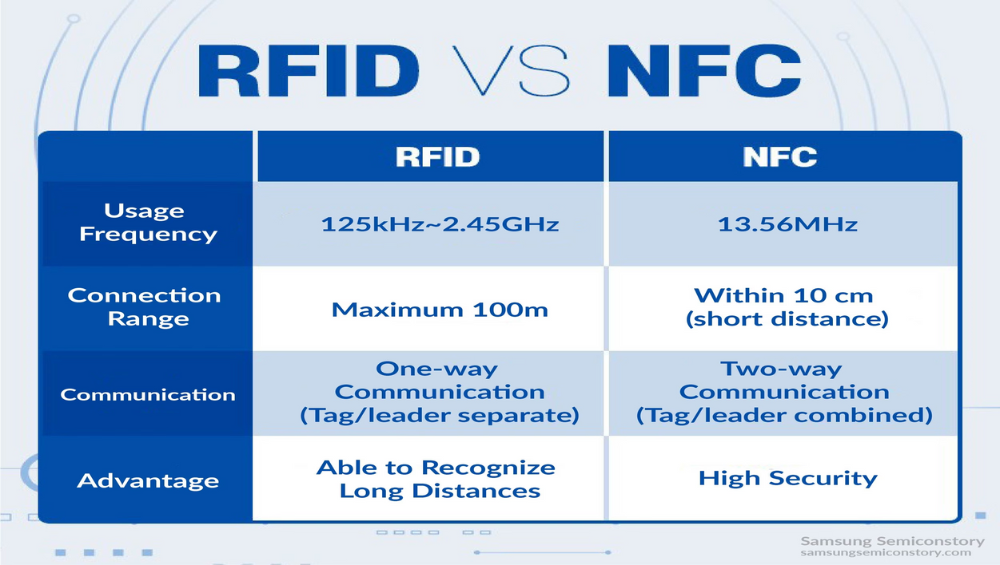 RFID VS NFC
RFID
NFC
Usage
Frequency
125kHz~2.45GHz
13.56MHz
Connection
Range
Maximum 100m
Within 10 cm
(short distance)
Communication
One-way
Communication
(Tag/leader separate)
Two-way
Communication
(Tag/leader combined)
Advantage
Able to Recognize
Long Distances
High Security
Samsung Semiconstory
samsungsemiconstory.com